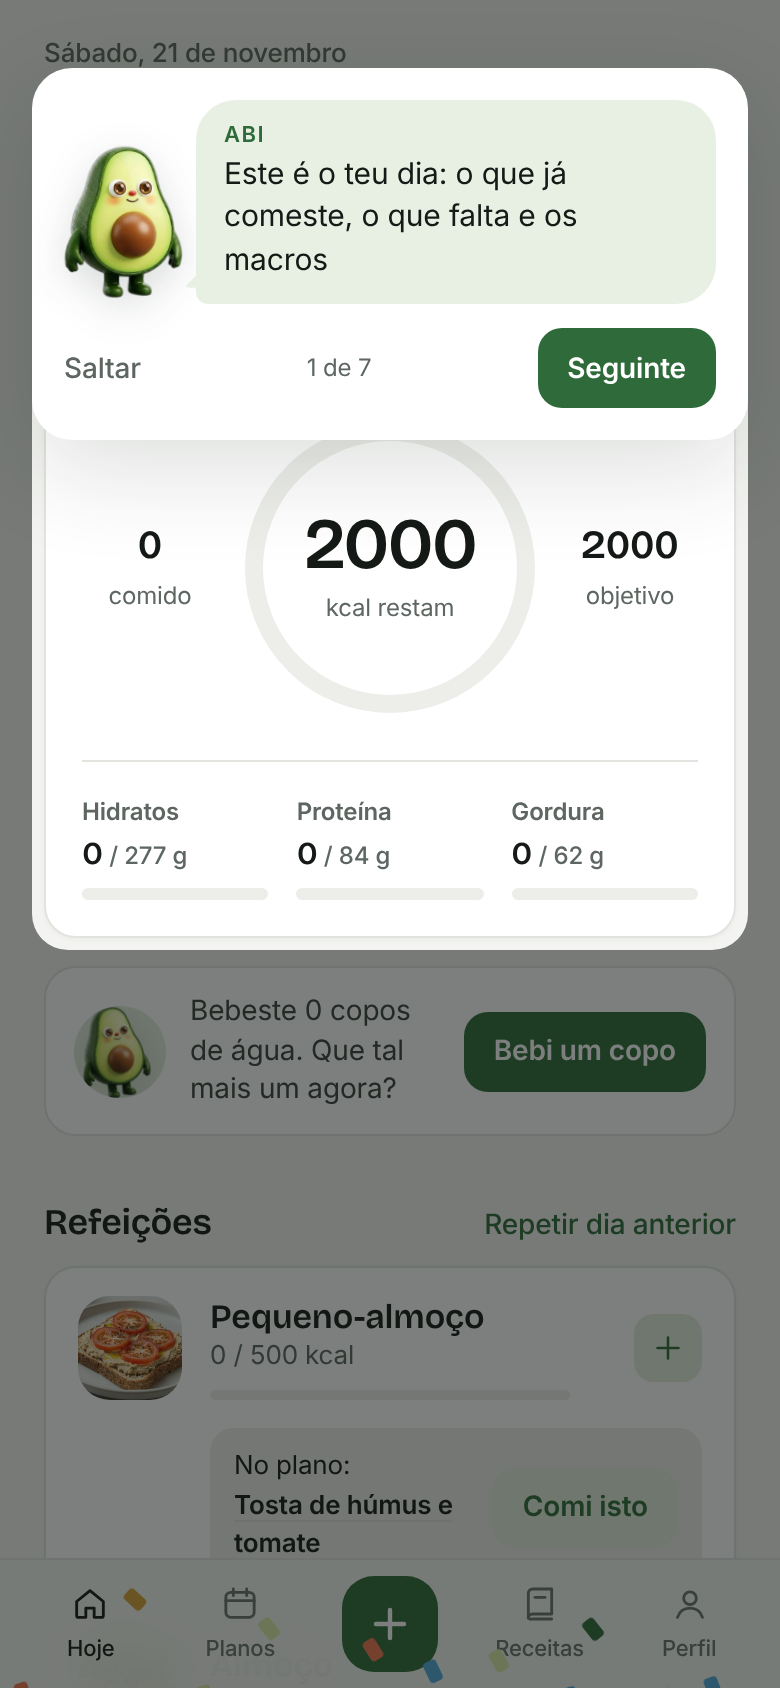 Sábado, 21 de novembro
ABI
Este é o teu dia: o que já
comeste, o que falta e os
macros
Saltar
1 de 7
Seguinte
0
comido
2000
kcal restam
2000
objetivo
Hidratos
0 / 277 g
Proteína
0 / 84 g
Gordura
0 / 62 g
Bebeste 0 copos
de água. Que tal
mais um agora?
Bebi um copo
Refeições
Repetir dia anterior
Pequeno-almoço
0 / 500 kcal
No plano:
Tosta de húmus e
tomate
Comi isto
Almoço
Hoje
Planos
Receitas
Perfil